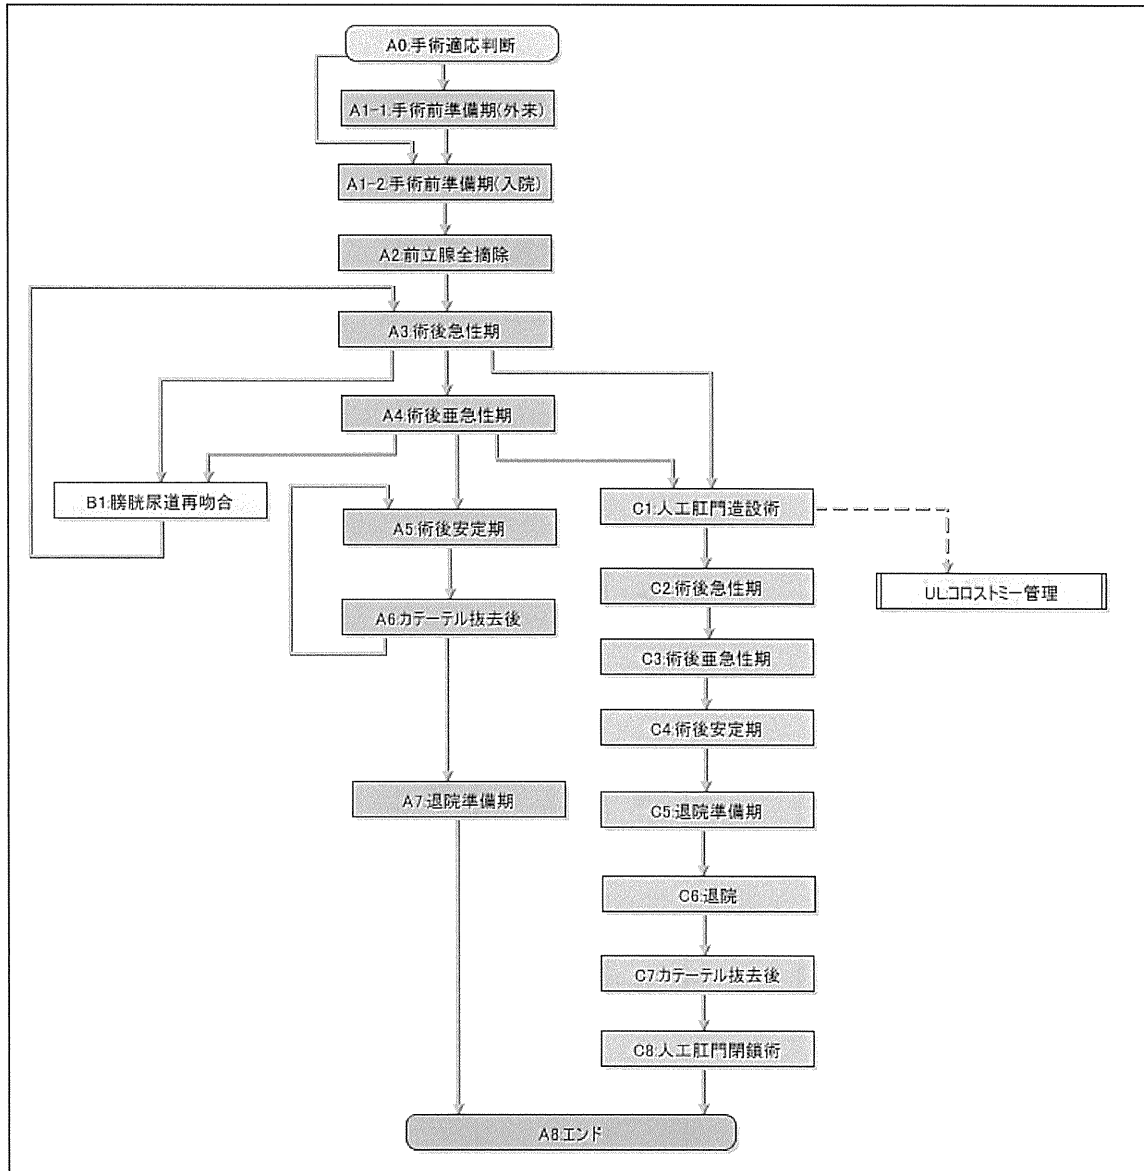 A0:手術適応判断
A1-1:手術前準備期(外来)
A1-2:手術前準備期(入院)
A2:前立腺全摘除
A3:術後急性期
A4:術後亜急性期
B1:膀胱尿道再吻合
A5:術後安定期
C1:人工肛門造設術
C2:術後急性期
UL:コロストミー管理
A6:カテーテル抜去後
C3:術後亜急性期
C4:術後安定期
A7:退院準備期
C5:退院準備期
C6:退院
C7:カテーテル抜去後
C8:人工肛門閉鎖術
A8:エンド